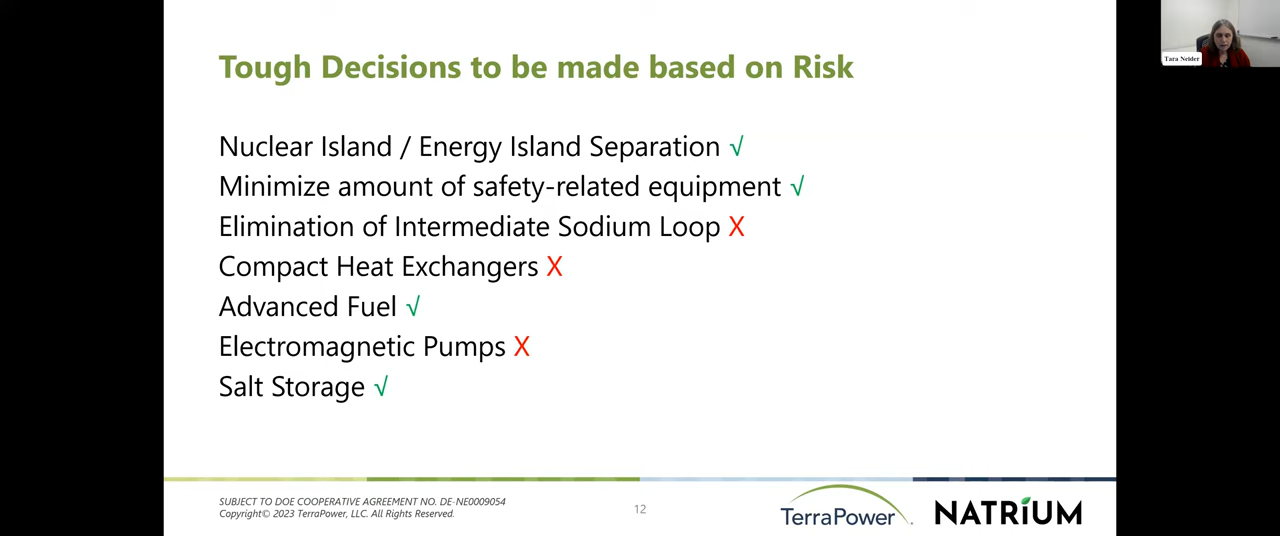 Tough Decisions to be made based on Risk
Tara Neider
Nuclear Island / Energy Island Separation √
Minimize amount of safety-related equipment √
Elimination of Intermediate Sodium Loop X
Compact Heat Exchangers X
Advanced Fuel √
Electromagnetic Pumps X
Salt Storage √
SUBJECT TO DOE COOPERATIVE AGREEMENT NO. DE-NE0009054
Copyright© 2023 TerraPower, LLC. All Rights Reserved.
12
TerraPower
NATRIUM